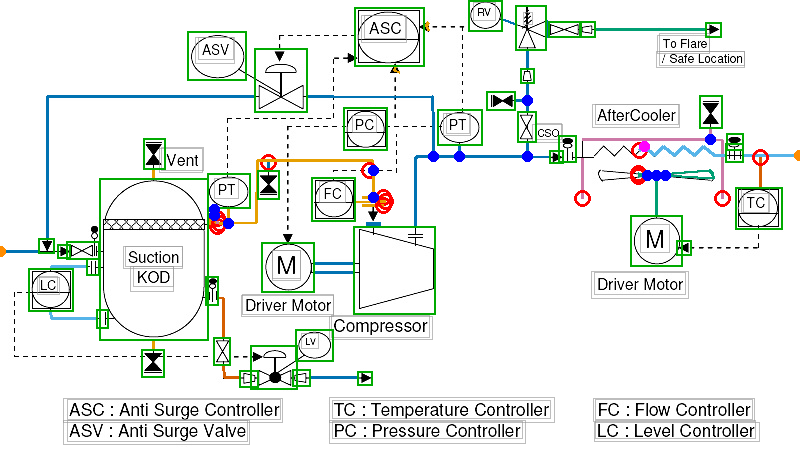 RV
ASC
ASV
To Flare
/ Safe Location
AfterCooler
PC
PT
CSO
Vent
PT
FC
TC
Suction
KOD
M
M
LC
Driver Motor
Driver Motor
Compressor
LV
ASC : Anti Surge Controller
TC : Temperature Controller
FC : Flow Controller
ASV : Anti Surge Valve
PC : Pressure Controller
LC : Level Controller